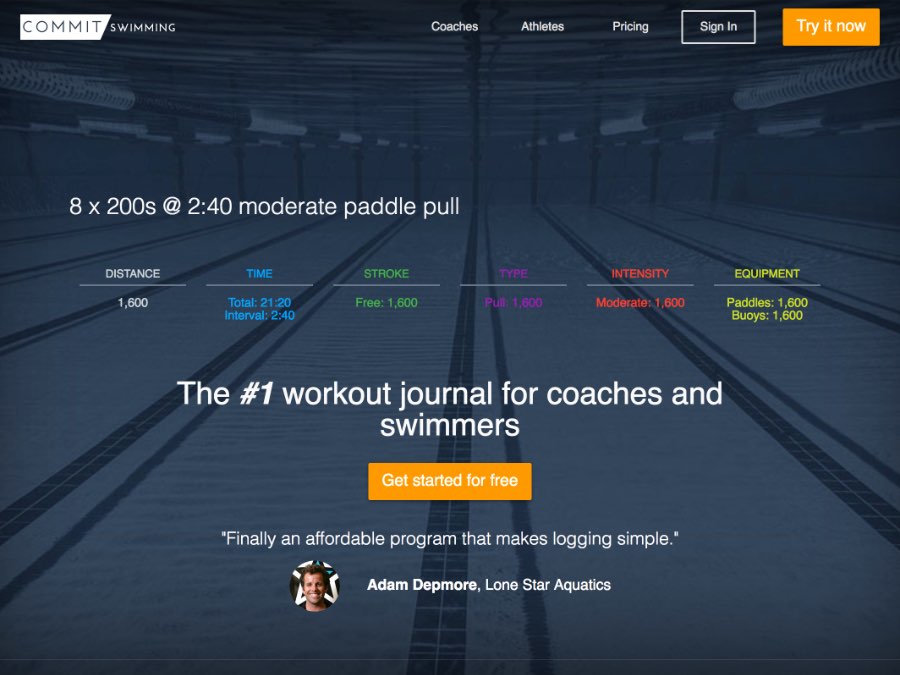 COMMIT SWIMMING
Coaches
Athletes
Pricing
Sign In
Try it now
8 x 200s @ 2:40 moderate paddle pull
DISTANCE
1,600
TIME
Total: 21:20
Interval: 2:40
STROKE
Free: 1,600
TYPE
Pull: 1,600
INTENSITY
Moderate: 1,600
EQUIPMENT
Paddles: 1,600
Buoys: 1,600
The #1 workout journal for coaches and
swimmers
Get started for free
"Finally an affordable program that makes logging simple."
Adam Depmore, Lone Star Aquatics